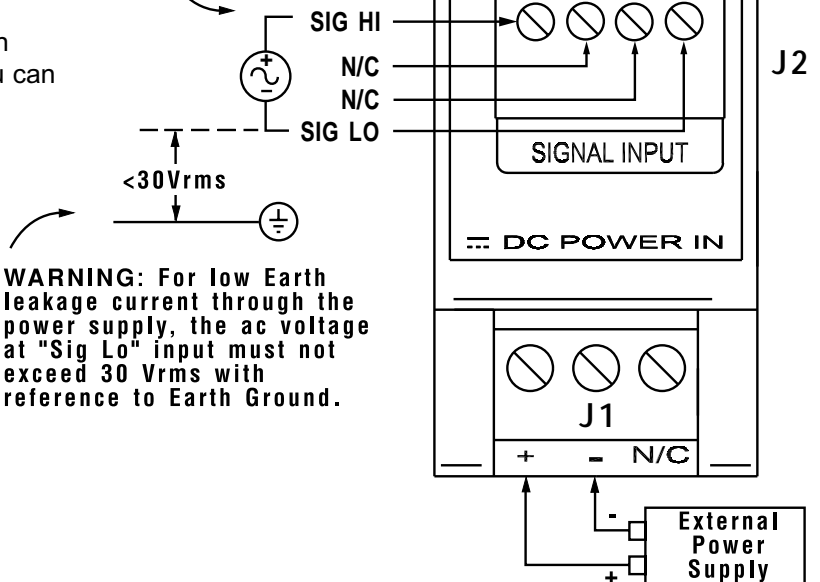 SIG HI
N/C
N/C
SIG LO
can
J2
SIGNAL INPUT
<30Vrms
DC POWER IN
WARNING: For low Earth
leakage current through the
power supply, the ac voltage
at "Sig Lo" input must not
exceed 30 Vrms with
reference to Earth Ground.
J1
+ - N/C
-
+
External
Power
Supply